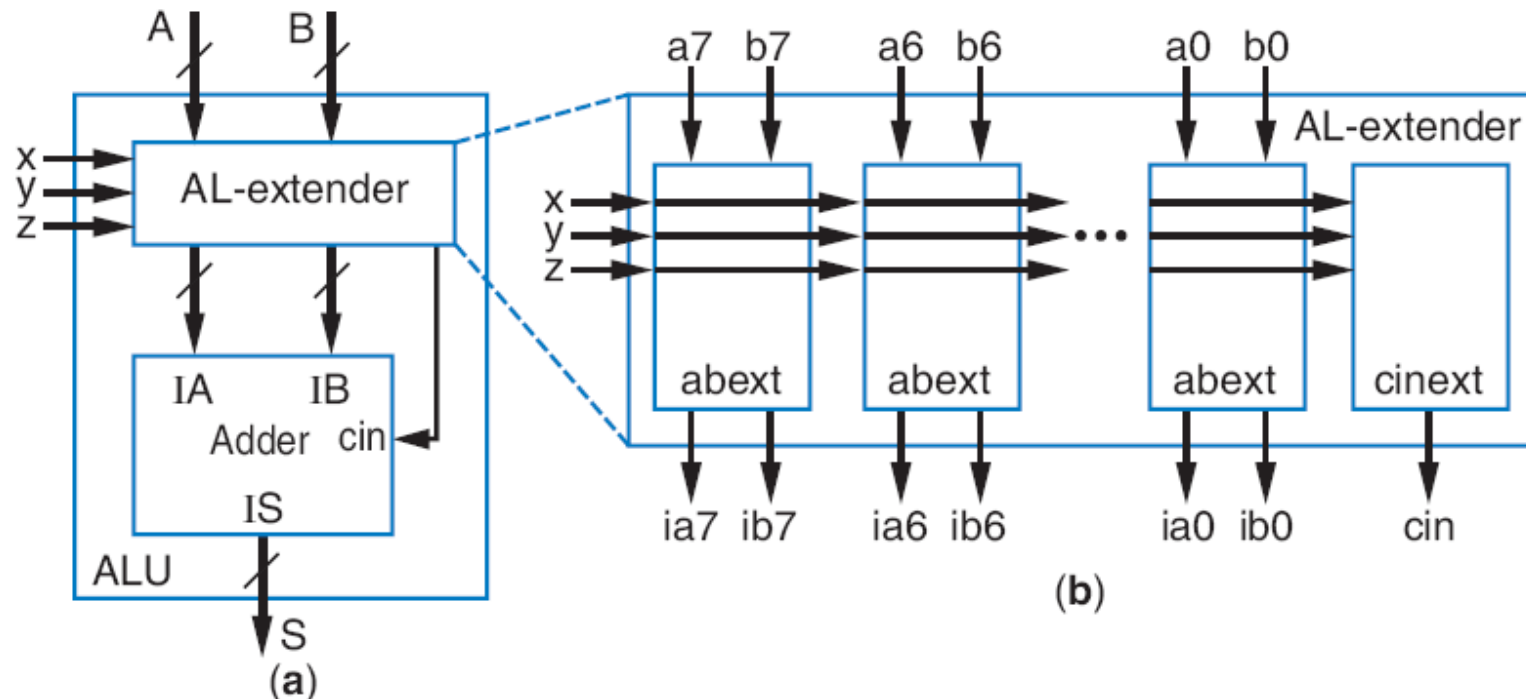 A B
x
y AL-extender
z
IA IB
Adder cin
IS
ALU
S
(a)
a7 b7 a6 b6 a0 b0
AL-extender
x
y •••
z
abext abext abext cinext
ia7 ib7 ia6 ib6 ia0 ib0 cin
(b)